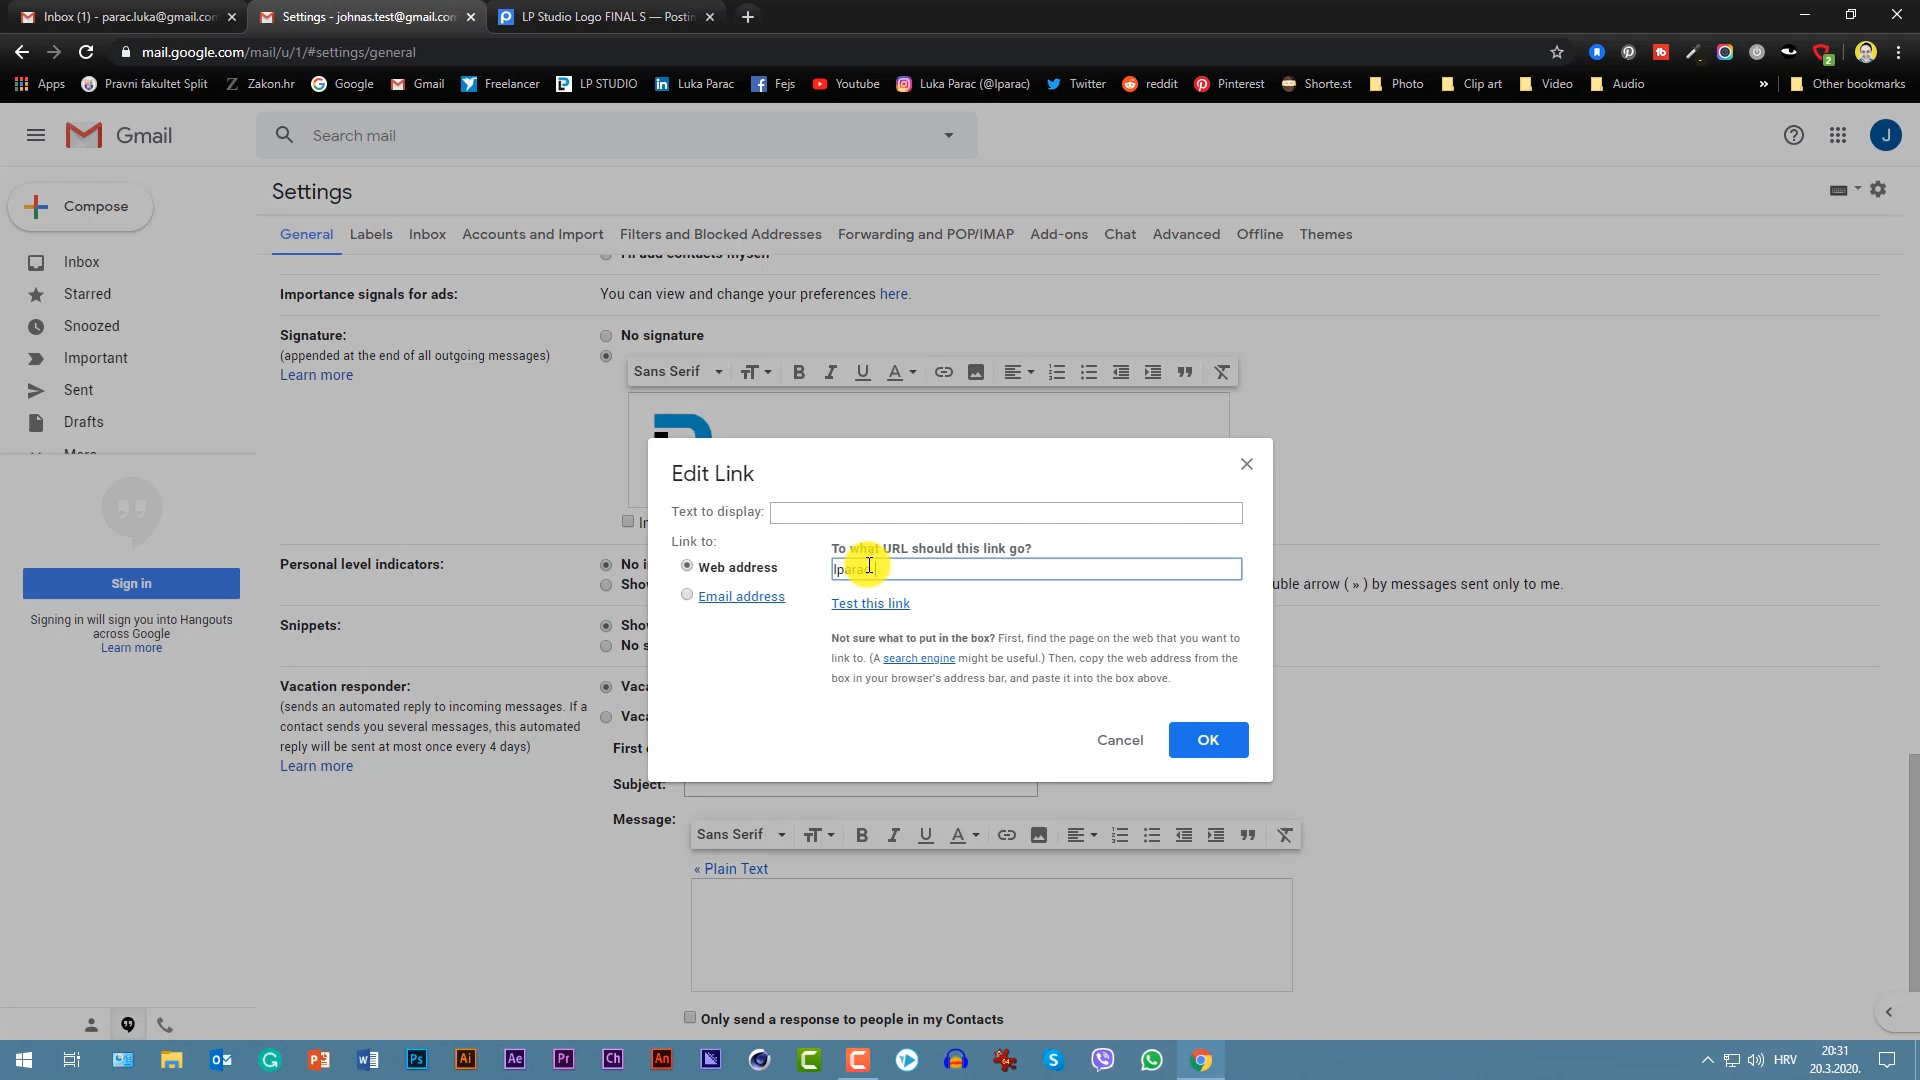 Inbox (1) - parac.luka@gmail.con
Settings - johnas.test@gmail.com
LP Studio Logo FINAL S — Postin
mail.google.com/mail/u/1/#settings/general
Apps
Pravni fakultet Split
Zakon.hr
Google
Gmail
Freelancer
LP STUDIO
Luka Parac
Fejs
Youtube
Luka Parac (@lparac)
Twitter
reddit
Pinterest
Shorte.st
Photo
Clip art
Video
Audio
»
Other bookmarks
Gmail
Search mail
J
Compose
Settings
General
Labels
Inbox
Accounts and Import
Filters and Blocked Addresses
Forwarding and POP/IMAP
Add-ons
Chat
Advanced
Offline
Themes
Inbox
Starred
Snoozed
Important
Sent
Drafts
Sign in
Signing in will sign you into Hangouts
across Google
Learn more
I'll add contacts myself
Importance signals for ads:
You can view and change your preferences here.
Signature:
(appended at the end of all outgoing messages)
Learn more
No signature
Sans Serif
Edit Link
Text to display:
Link to:
Web address
Email address
To what URL should this link go?
lparac
Test this link
Not sure what to put in the box? First, find the page on the web that you want to
link to. (A search engine might be useful.) Then, copy the web address from the
box in your browser's address bar, and paste it into the box above.
Cancel
OK
Personal level indicators:
uble arrow ( » ) by messages sent only to me.
Snippets:
Vacation responder:
(sends an automated reply to incoming messages. If a
contact sends you several messages, this automated
reply will be sent at most once every 4 days)
Learn more
First
Subject:
Message:
Sans Serif
« Plain Text
Only send a response to people in my Contacts
HRV
20:31
20.3.2020.